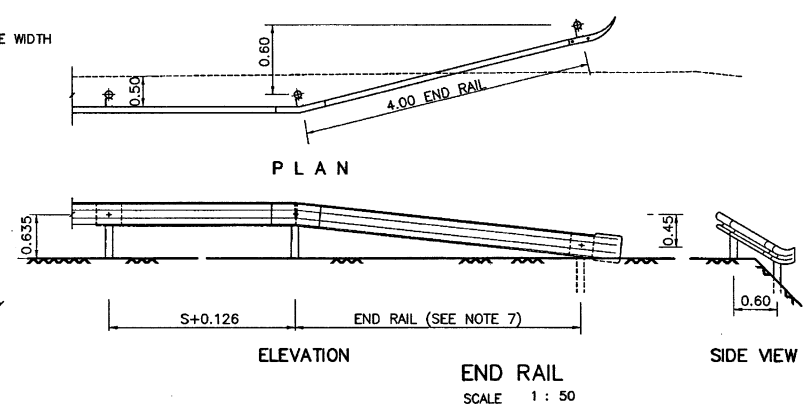 E WIDTH
0.60
0.50
4.00 END RAIL
PLAN
0.635
0.45
S+0.126
END RAIL (SEE NOTE 7)
0.60
ELEVATION
SIDE VIEW
END RAIL
SCALE 1 : 50